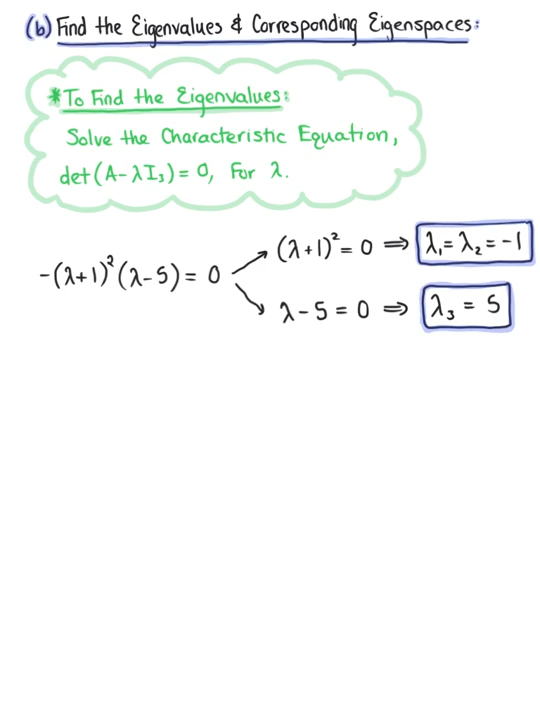 (b) Find the Eigenvalues & Corresponding Eigenspaces:
*To Find the Eigenvalues:
Solve the Characteristic Equation,
det(A-λI₃)=0, For λ.
(λ+1)²=0 ⇒ λ₁=λ₂=-1
-(λ+1)²(λ-5)=0
λ-5=0 ⇒ λ₃=5